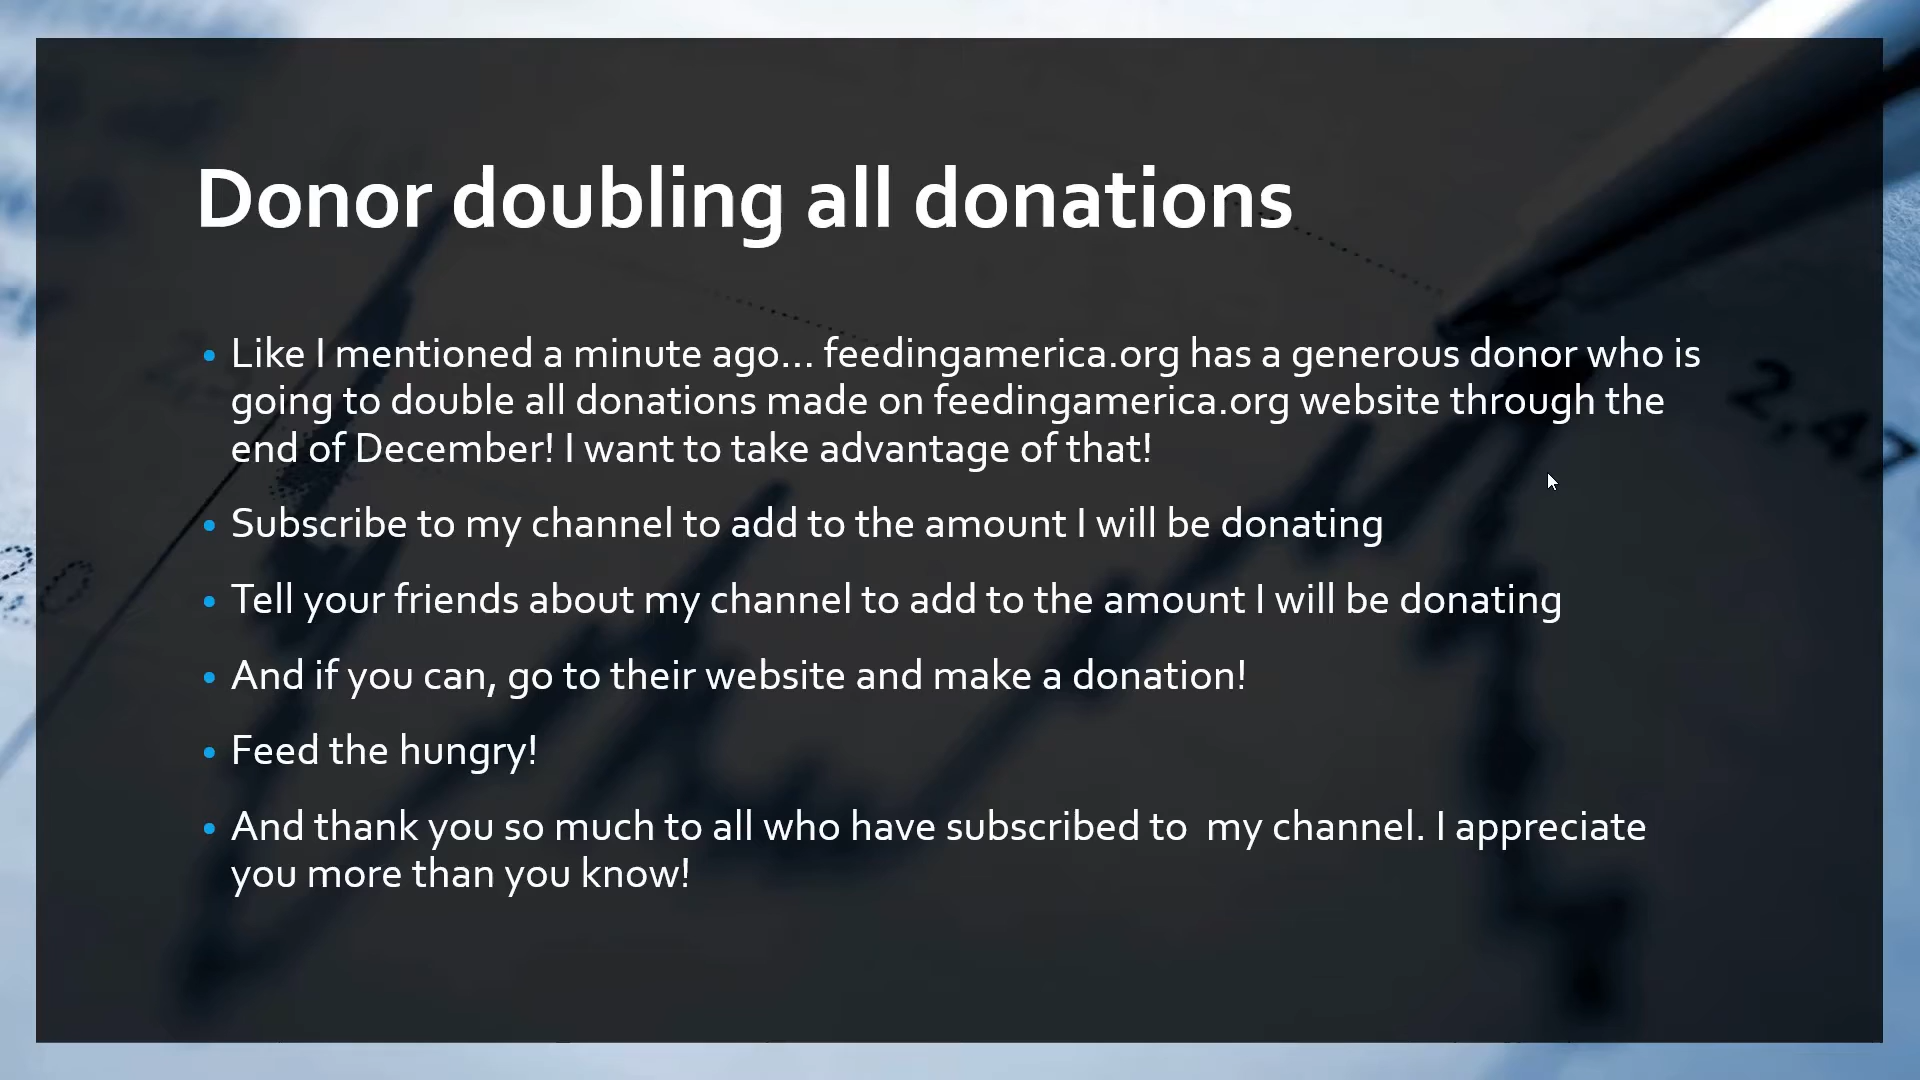 Donor doubling all donations
Like I mentioned a minute ago… feedingamerica.org has a generous donor who is
going to double all donations made on feedingamerica.org website through the
end of December! I want to take advantage of that!
Subscribe to my channel to add to the amount I will be donating
Tell your friends about my channel to add to the amount I will be donating
And if you can, go to their website and make a donation!
Feed the hungry!
And thank you so much to all who have subscribed to  my channel. I appreciate
you more than you know!